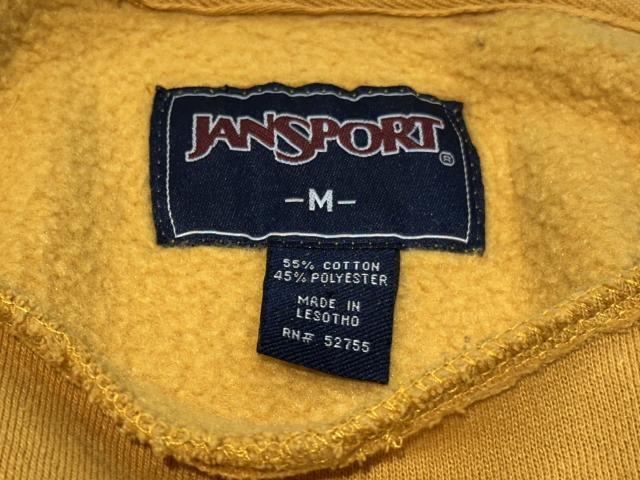 JANSPORT®
-M-
55% COTTON
45% POLYESTER
MADE IN
LESOTHO
RN# 52755